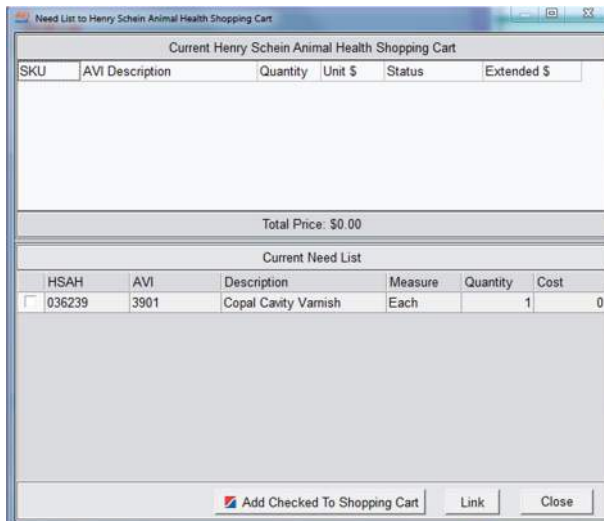 Need List to Henry Schein Animal Health Shopping Cart
Current Henry Schein Animal Health Shopping Cart
SKU AVI Description Quantity Unit $ Status Extended $
Total Price: $0.00
Current Need List
HSAH AVI Description Measure Quantity Cost
036239 3901 Copal Cavity Varnish Each 1 0
Add Checked To Shopping Cart Link Close